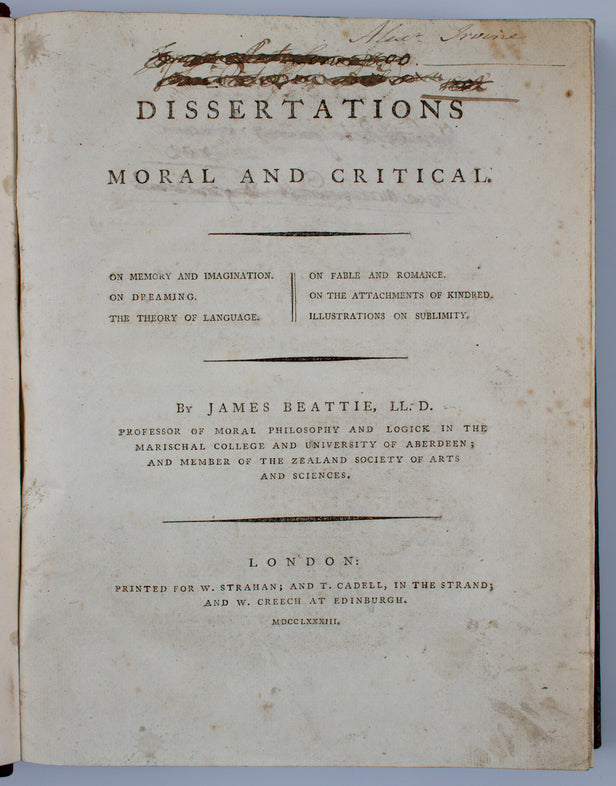 Alexr. Irvine
DISSERTATIONS
MORAL AND CRITICAL.
ON MEMORY AND IMAGINATION.
ON DREAMING.
THE THEORY OF LANGUAGE.
ON FABLE AND ROMANCE.
ON THE ATTACHMENTS OF KINDRED.
ILLUSTRATIONS ON SUBLIMITY.
By JAMES BEATTIE, LL. D.
PROFESSOR OF MORAL PHILOSOPHY AND LOGICK IN THE
MARISCHAL COLLEGE AND UNIVERSITY OF ABERDEEN;
AND MEMBER OF THE ZEALAND SOCIETY OF ARTS
AND SCIENCES.
LONDON:
PRINTED FOR W. STRAHAN; AND T. CADELL, IN THE STRAND;
AND W. CREECH AT EDINBURGH.
MDCCLXXXIII.